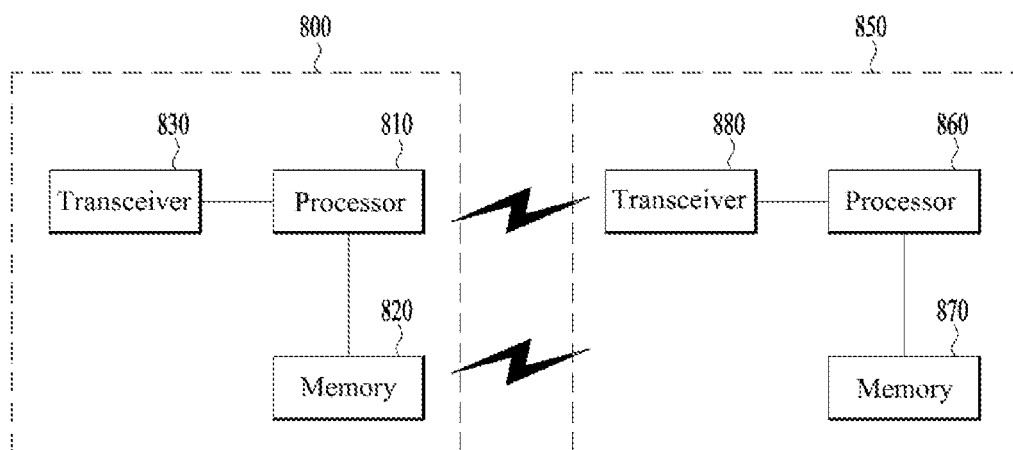 800 850
830 810 880 860
Transceiver Processor Transceiver Processor
820 870
Memory Memory